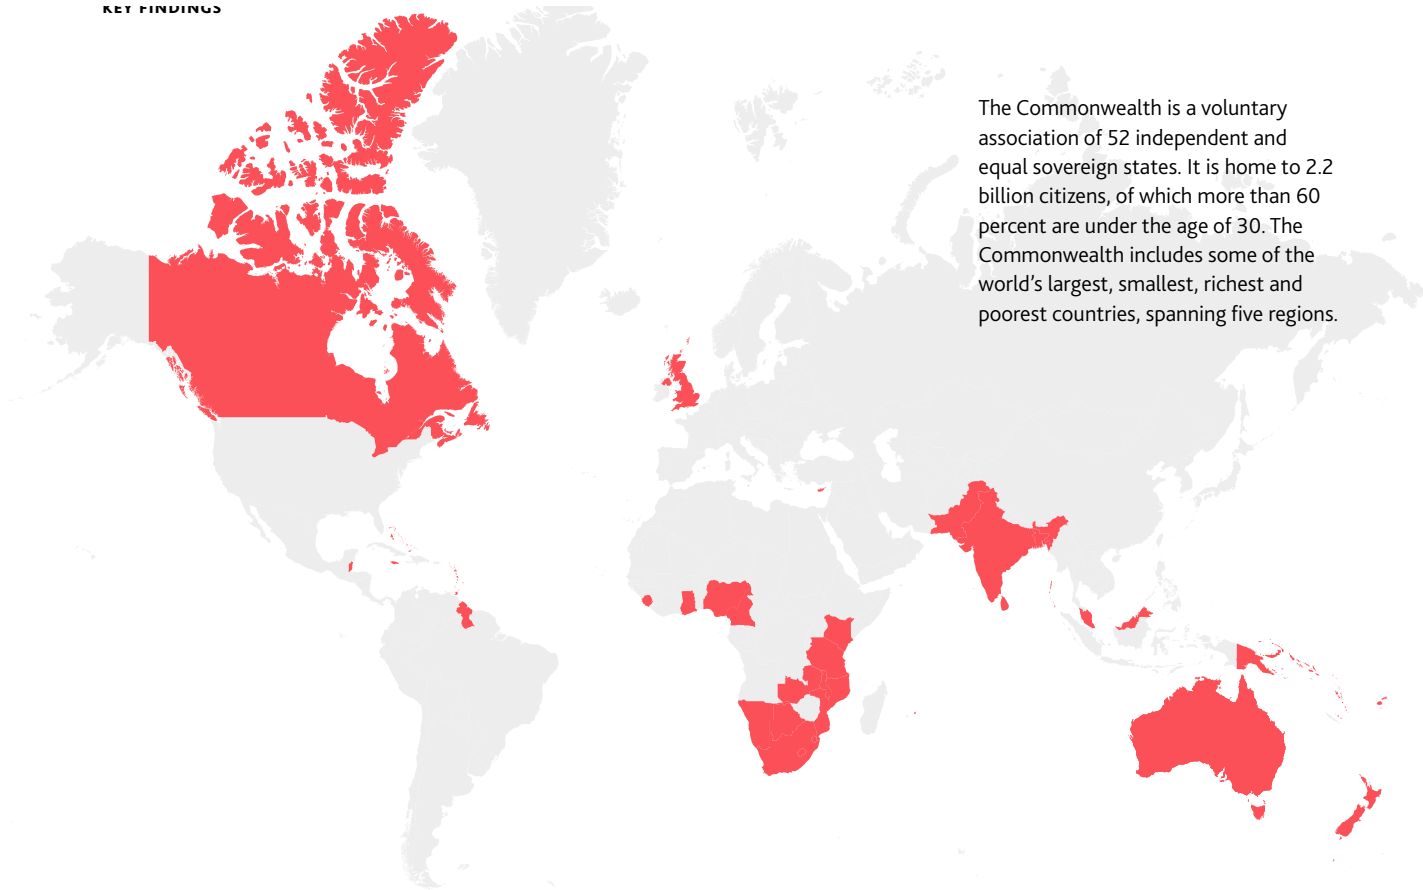 KEY FINDINGS
The Commonwealth is a voluntary
association of 52 independent and
equal sovereign states. It is home to 2.2
billion citizens, of which more than 60
percent are under the age of 30. The
Commonwealth includes some of the
world’s largest, smallest, richest and
poorest countries, spanning five regions.